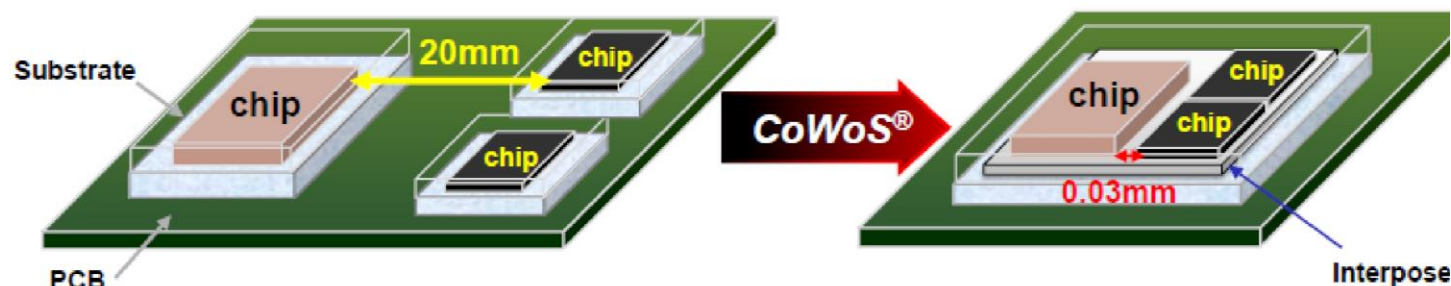 Substrate
chip
20mm
chip
chip
PCB
CoWoS®
chip
chip
chip
0.03mm
Interpose